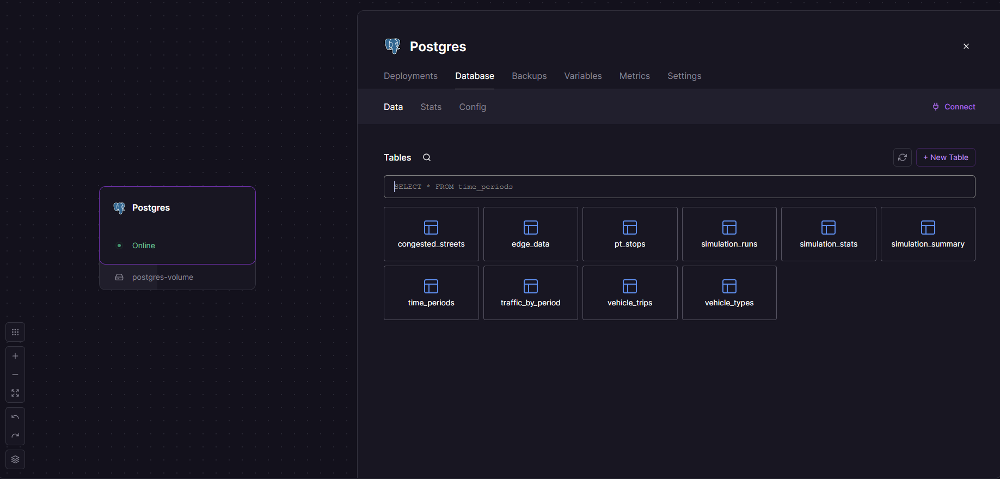 Postgres
Deployments Database Backups Variables Metrics Settings
Data Stats Config Connect
Tables + New Table
SELECT * FROM time_periods
congested_streets edge_data pt_stops simulation_runs simulation_stats simulation_summary
time_periods traffic_by_period vehicle_trips vehicle_types
Postgres
Online
postgres-volume